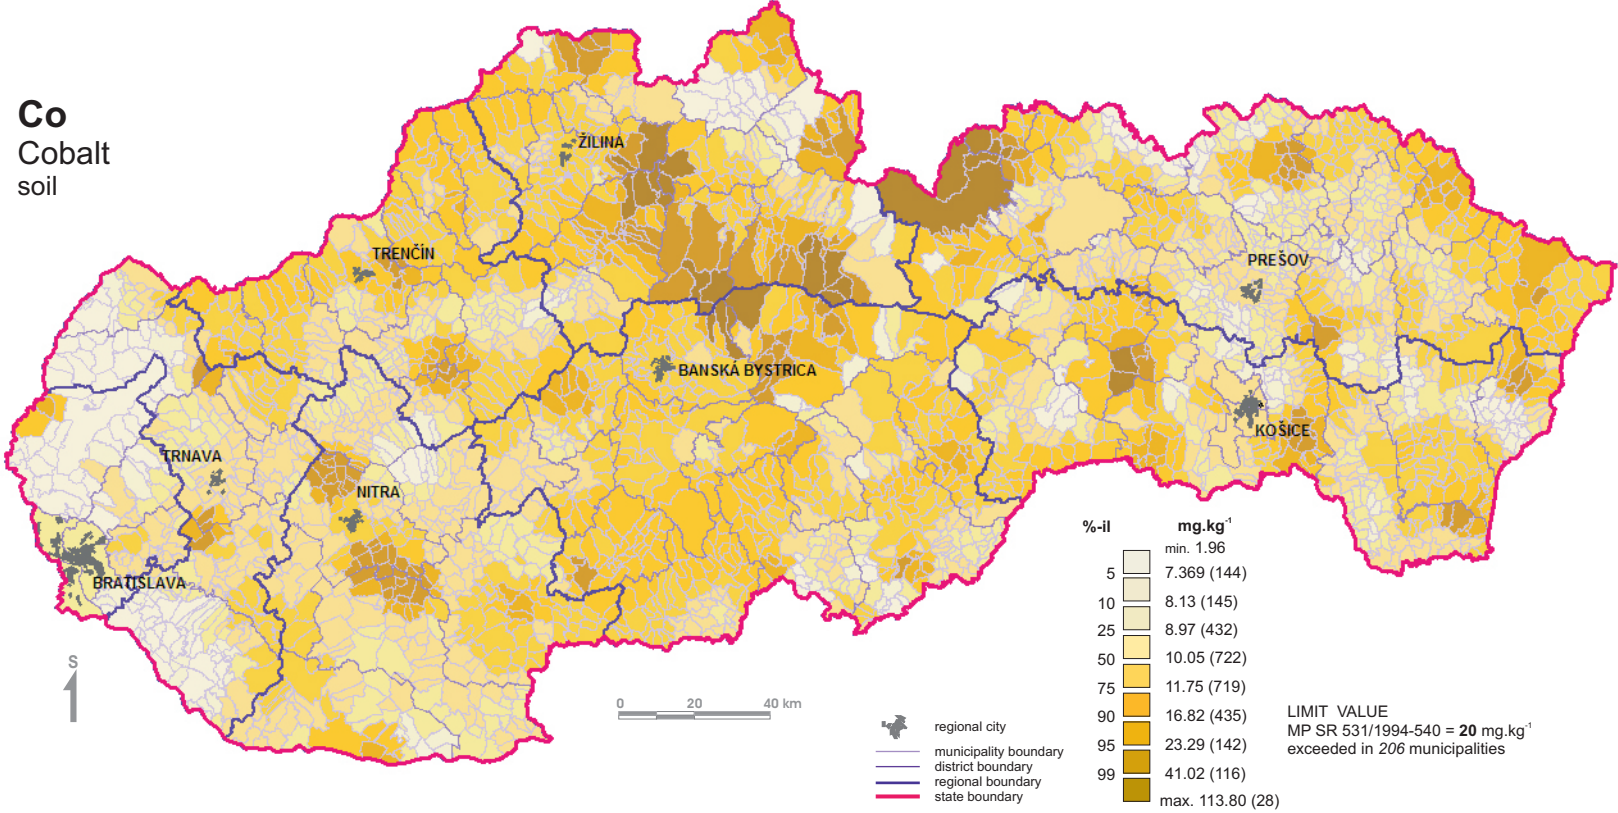 Co
Cobalt
soil
ŽILINA
TRENČÍN
PREŠOV
BANSKÁ BYSTRICA
KOŠICE
TRNAVA
NITRA
BRATISLAVA
S
0 20 40 km
regional city
municipality boundary
district boundary
regional boundary
state boundary
%-il mg.kg⁻¹
min. 1.96
5 7.369 (144)
10 8.13 (145)
25 8.97 (432)
50 10.05 (722)
75 11.75 (719)
90 16.82 (435)
95 23.29 (142)
99 41.02 (116)
max. 113.80 (28)
LIMIT VALUE
MP SR 531/1994-540 = 20 mg.kg⁻¹
exceeded in 206 municipalities